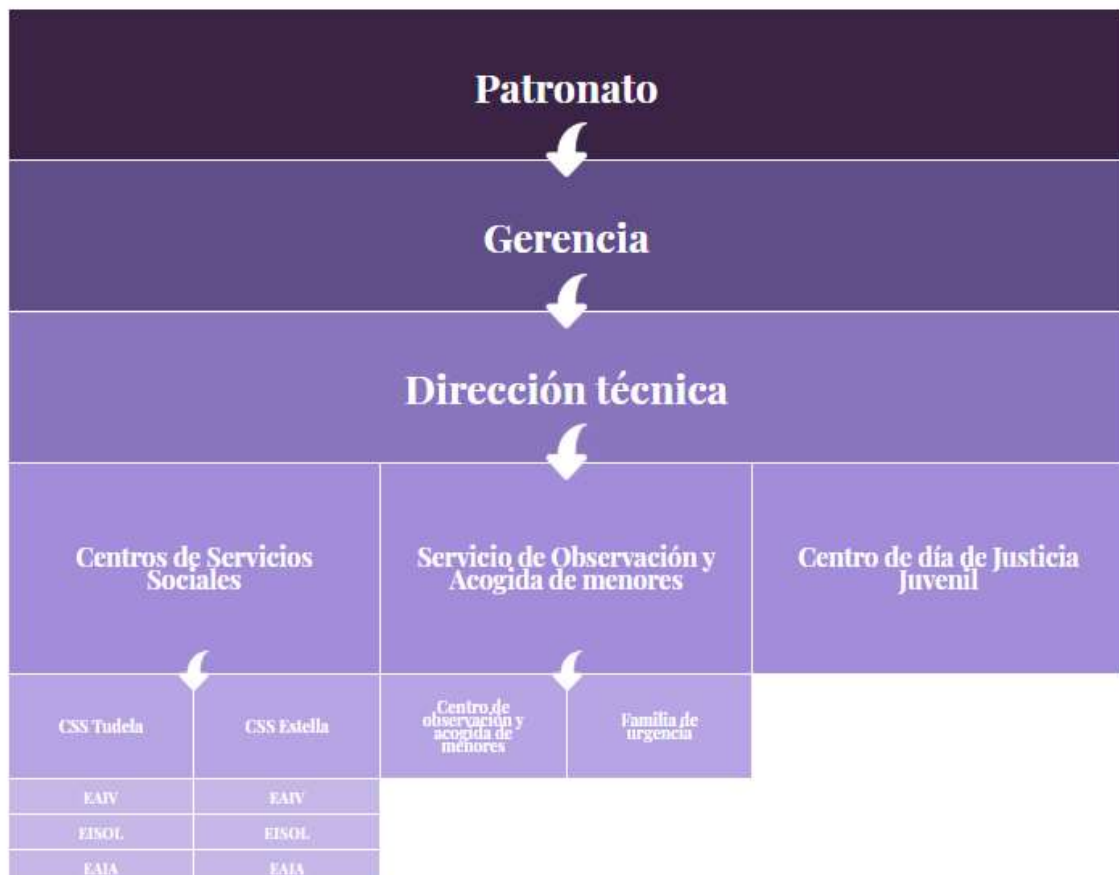 Patronato
Gerencia
Dirección técnica
Centros de Servicios
Sociales
Servicio de Observación y
Acogida de menores
Centro de día de Justicia
Juvenil
CSS Tudela
CSS Estella
Centro de
observación y
acogida de
menores
Familia de
urgencia
EAIV
EAIV
EISOL
EISOL
EAIA
EAIA